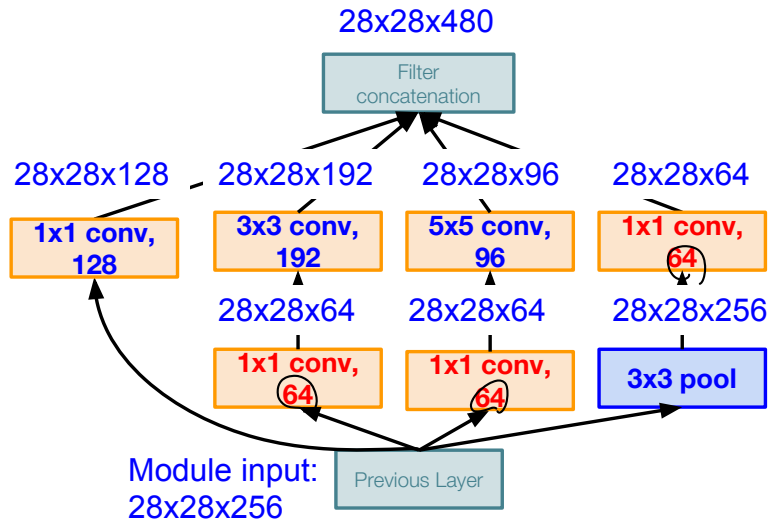 28x28x480
Filter
concatenation
28x28x128
28x28x192
28x28x96
28x28x64
1x1 conv,
128
3x3 conv,
192
5x5 conv,
96
1x1 conv,
64
28x28x64
28x28x64
28x28x256
1x1 conv,
64
1x1 conv,
64
3x3 pool
Module input:
28x28x256
Previous Layer